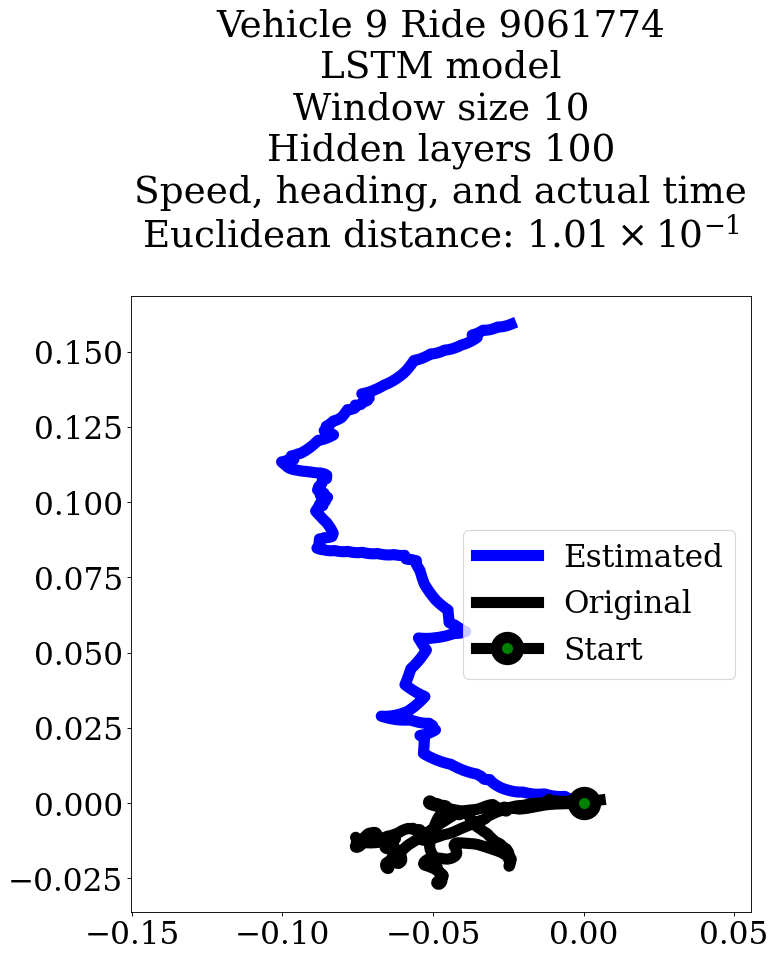 Vehicle 9 Ride 9061774
LSTM model
Window size 10
Hidden layers 100
Speed, heading, and actual time
Euclidean distance: 1.01 × 10⁻¹
0.150
0.125
0.100
0.075
0.050
0.025
0.000
−0.025
Estimated
Original
Start
−0.15 −0.10 −0.05 0.00 0.05